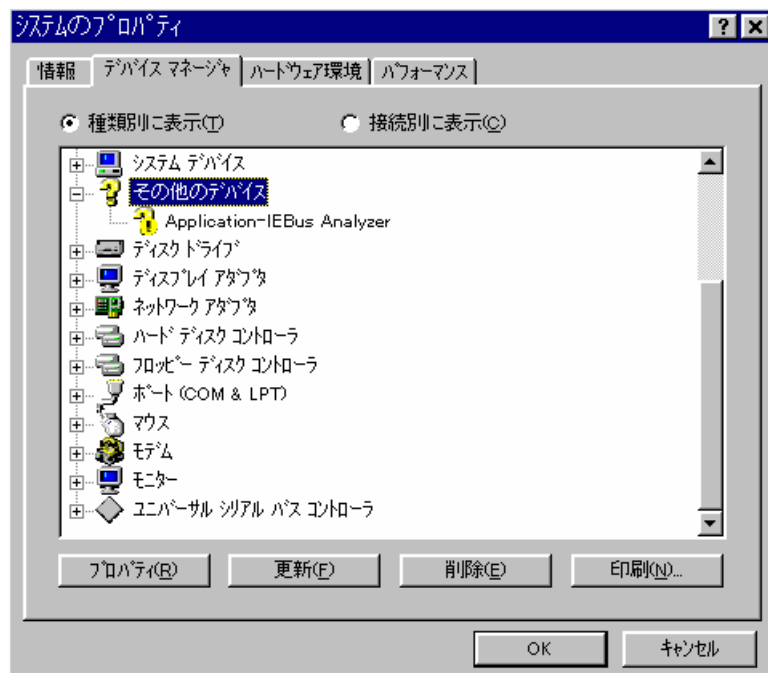 システムのプロパティ
情報 デバイス マネージャ ハードウェア環境 パフォーマンス
種類別に表示(T) 接続別に表示(C)
システム デバイス
その他のデバイス
Application-IEBus Analyzer
ディスク ドライブ
ディスプレイ アダプタ
ネットワーク アダプタ
ハード ディスク コントローラ
フロッピー ディスク コントローラ
ポート (COM & LPT)
マウス
モデム
モニター
ユニバーサル シリアル バス コントローラ
プロパティ(R) 更新(F) 削除(E) 印刷(N)...
OK キャンセル